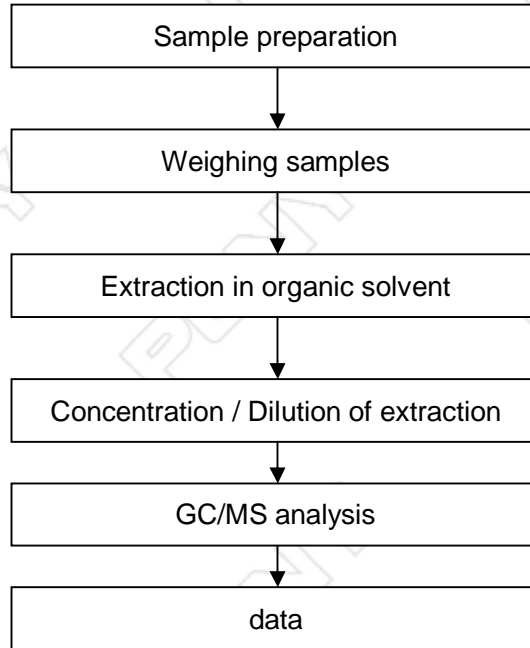 Sample preparation
Weighing samples
Extraction in organic solvent
Concentration / Dilution of extraction
GC/MS analysis
data